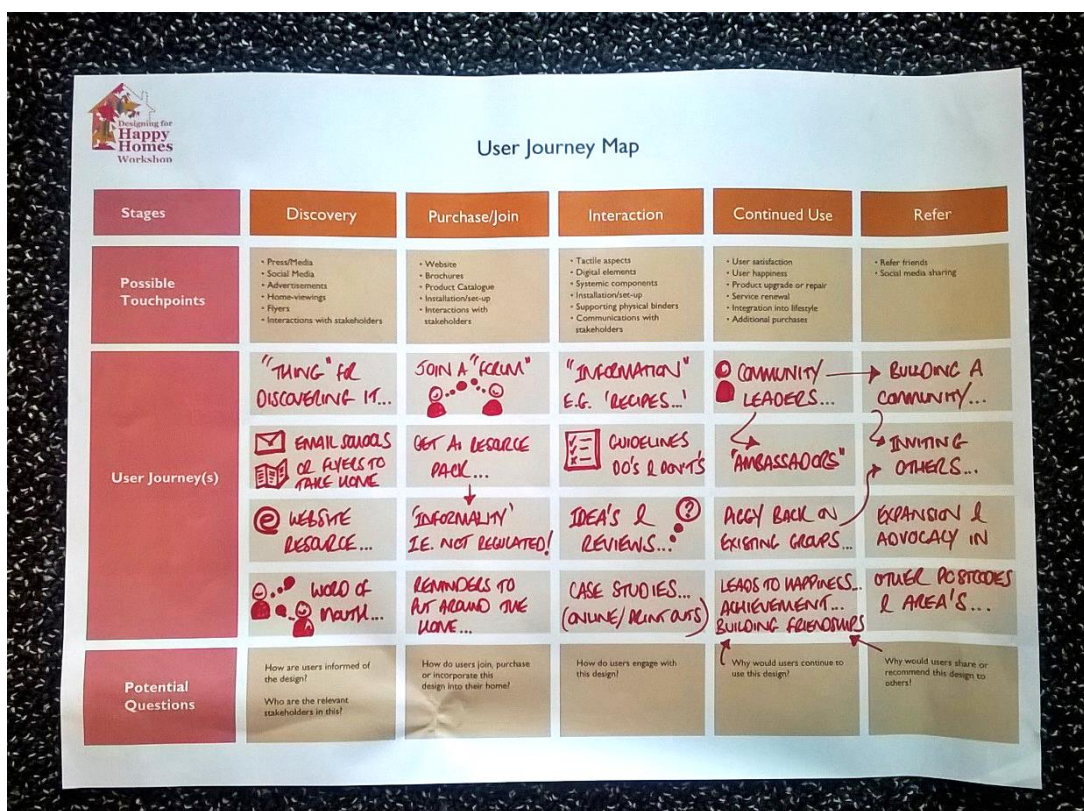 Designing for
Happy
Homes
Workshop
User Journey Map
Stages
Discovery
Purchase/Join
Interaction
Continued Use
Refer
Possible
Touchpoints
• Press/Media
• Social Media
• Advertisements
• Home-viewings
• Flyers
• Interactions with stakeholders
• Website
• Brochures
• Product Catalogue
• Installation/set-up
• Interactions with
stakeholders
• Tactile aspects
• Digital elements
• Systemic components
• Installation/set-up
• Supporting physical binders
• Communications with
stakeholders
• User satisfaction
• User happiness
• Product upgrade or repair
• Service renewal
• Integration into lifestyle
• Additional purchases
• Refer friends
• Social media sharing
User Journey(s)
"THING" FOR
DISCOVERING IT...
JOIN A "FORUM"
"INFORMATION"
E.G. 'RECIPES...'
COMMUNITY
LEADERS...
BUILDING A
COMMUNITY...
EMAIL SCHOOLS
OR FLYERS TO
TAKE HOME
GET A RESOURCE
PACK...
GUIDELINES
DO'S & DON'TS
"AMBASSADORS"
INVITING
OTHERS...
@ WEBSITE
RESOURCE...
'INFORMALITY'
I.E. NOT REGULATED!
IDEA'S &
REVIEWS...
?
PIGGY BACK ON
EXISTING GROUPS...
EXPANSION &
ADVOCACY IN
WORD OF
MOUTH...
REMINDERS TO
PUT AROUND THE
HOME...
CASE STUDIES...
(ONLINE/PRINT OUTS)
LEADS TO HAPPINESS...
ACHIEVEMENT...
BUILDING FRIENDSHIPS
OTHER POSTCODES
& AREA'S...
Potential
Questions
How are users informed of
the design?
Who are the relevant
stakeholders in this?
How do users join, purchase
or incorporate this
design into their home?
How do users engage with
this design?
Why would users continue to
use this design?
Why would users share or
recommend this design to
others?